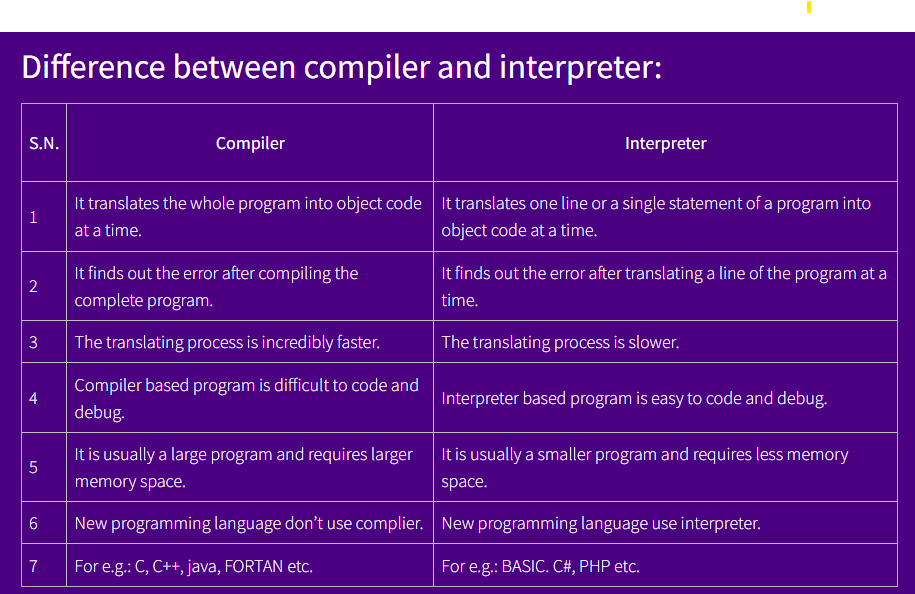 Difference between compiler and interpreter:
S.N. Compiler Interpreter
1 It translates the whole program into object code at a time. It translates one line or a single statement of a program into object code at a time.
2 It finds out the error after compiling the complete program. It finds out the error after translating a line of the program at a time.
3 The translating process is incredibly faster. The translating process is slower.
4 Compiler based program is difficult to code and debug. Interpreter based program is easy to code and debug.
5 It is usually a large program and requires larger memory space. It is usually a smaller program and requires less memory space.
6 New programming language don’t use complier. New programming language use interpreter.
7 For e.g.: C, C++, java, FORTAN etc. For e.g.: BASIC. C#, PHP etc.